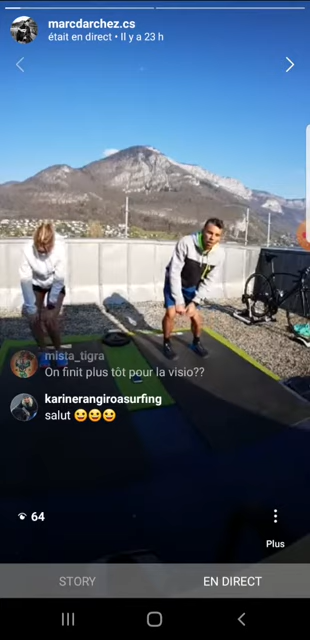 marcdarchez.cs
était en direct • Il y a 23 h
mista_tigra
On finit plus tôt pour la visio??
karinerangiroasurfing
salut 😄😄😄
64
Plus
STORY
EN DIRECT